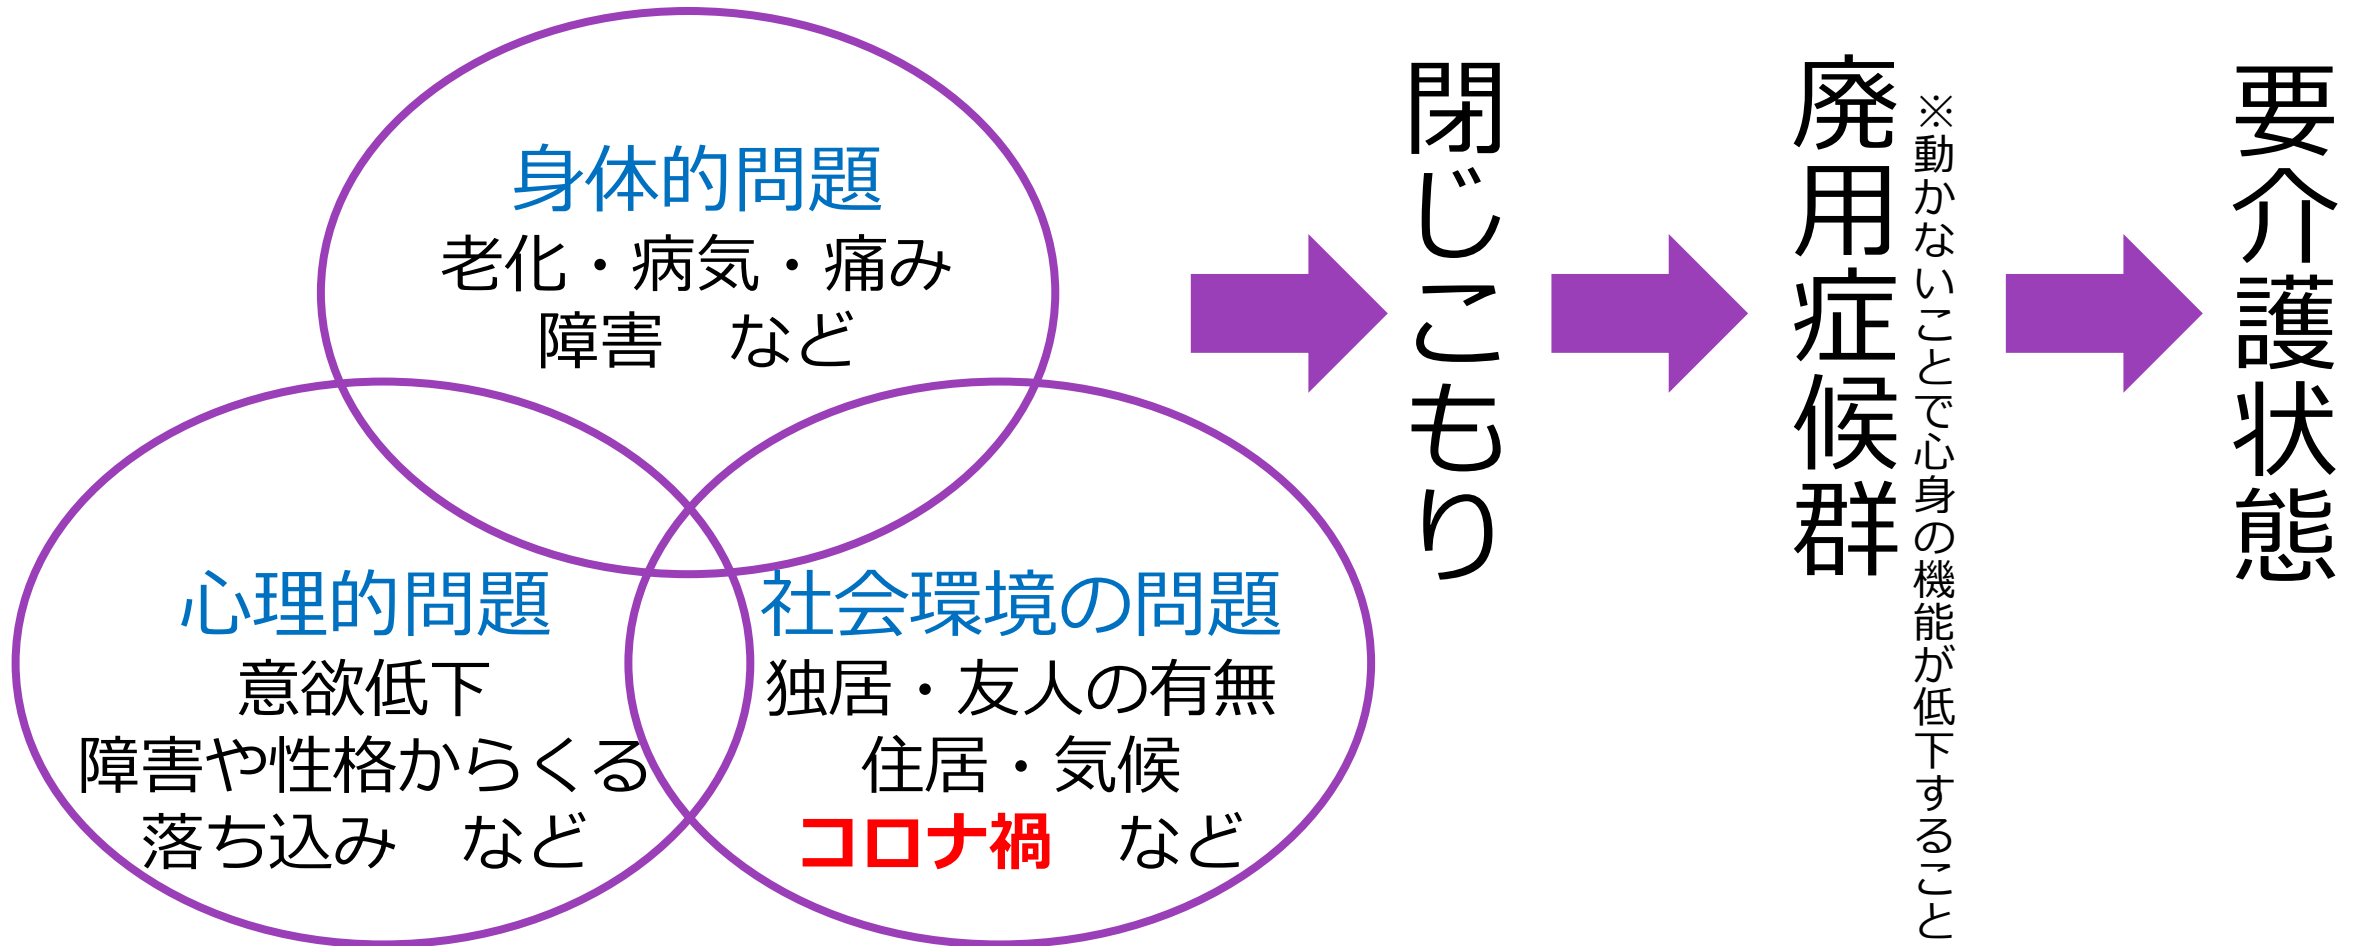 身体的問題
老化・病気・痛み
障害　など
心理的問題
意欲低下
障害や性格からくる
落ち込み　など
社会環境の問題
独居・友人の有無
住居・気候
コロナ禍　など
閉じこもり
廃用症候群
※動かないことで心身の機能が低下すること
要介護状態